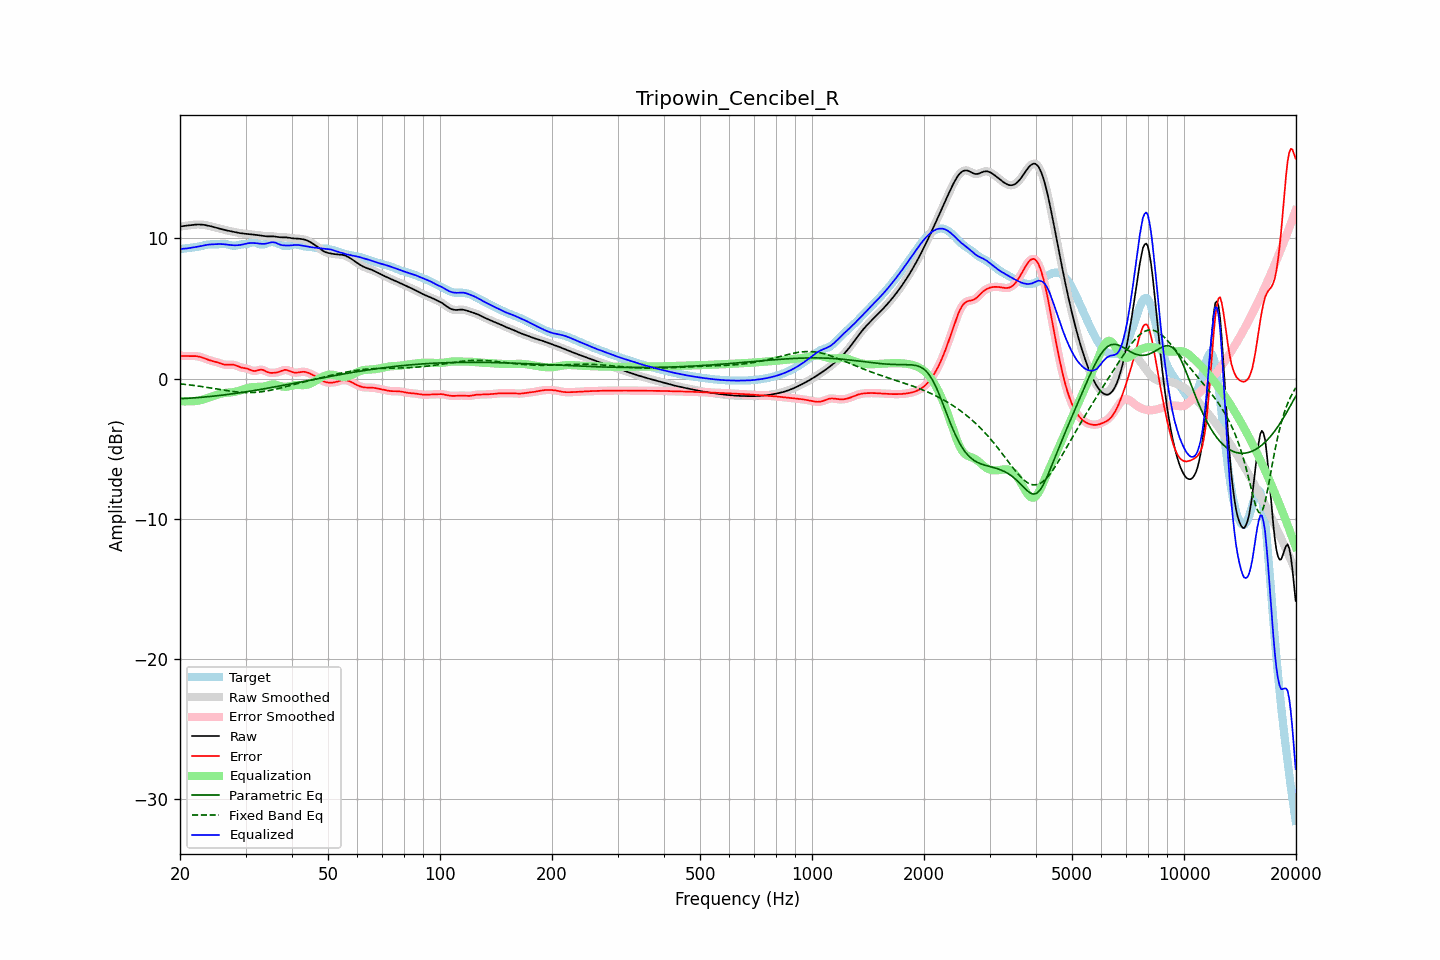 Tripowin_Cencibel_R
Amplitude (dBr)
10
0
−10
−20
−30
Target
Raw Smoothed
Error Smoothed
Raw
Error
Equalization
Parametric Eq
Fixed Band Eq
Equalized
20 50 100 200 500 1000 2000 5000 10000 20000
Frequency (Hz)